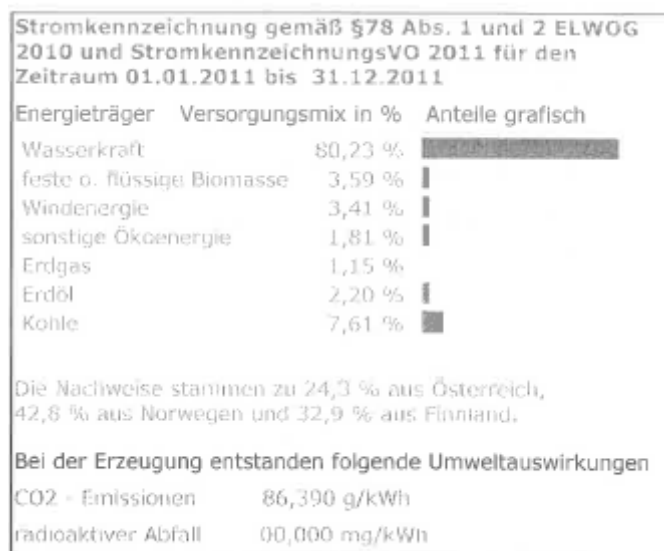 Stromkennzeichnung gemäß §78 Abs. 1 und 2 ELWOG
2010 und StromkennzeichnungsVO 2011 für den
Zeitraum 01.01.2011 bis 31.12.2011
Energieträger Versorgungsmix in % Anteile grafisch
Wasserkraft 80,23 %
feste o. flüssige Biomasse 3,59 %
Windenergie 3,41 %
sonstige Ökoenergie 1,81 %
Erdgas 1,15 %
Erdöl 2,20 %
Kohle 7,61 %
Die Nachweise stammen zu 24,3 % aus Österreich,
42,8 % aus Norwegen und 32,9 % aus Finnland.
Bei der Erzeugung entstanden folgende Umweltauswirkungen
CO2 - Emissionen 86,390 g/kWh
radioaktiver Abfall 00,000 mg/kWh